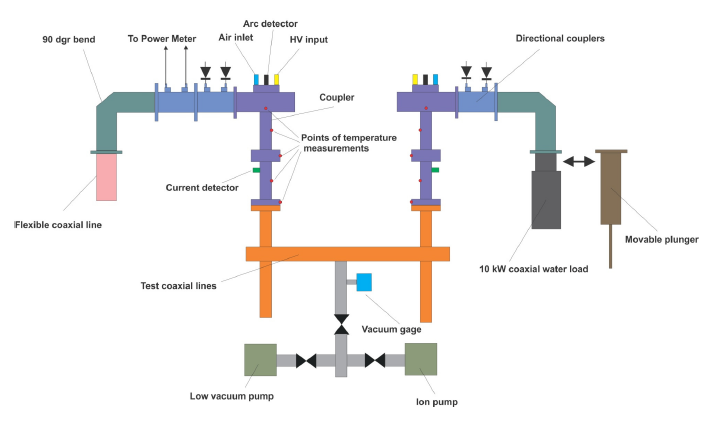 Arc detector
90 dgr bend
To Power Meter
Air inlet
HV input
Directional couplers
Coupler
Points of temperature
measurements
Current detector
Flexible coaxial line
Movable plunger
10 kW coaxial water load
Test coaxial lines
Vacuum gage
Low vacuum pump
Ion pump